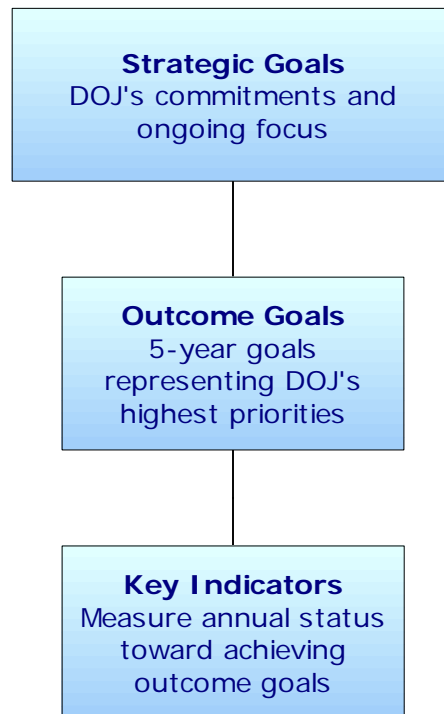 Strategic Goals
DOJ's commitments and
ongoing focus
Outcome Goals
5-year goals
representing DOJ's
highest priorities
Key Indicators
Measure annual status
toward achieving
outcome goals